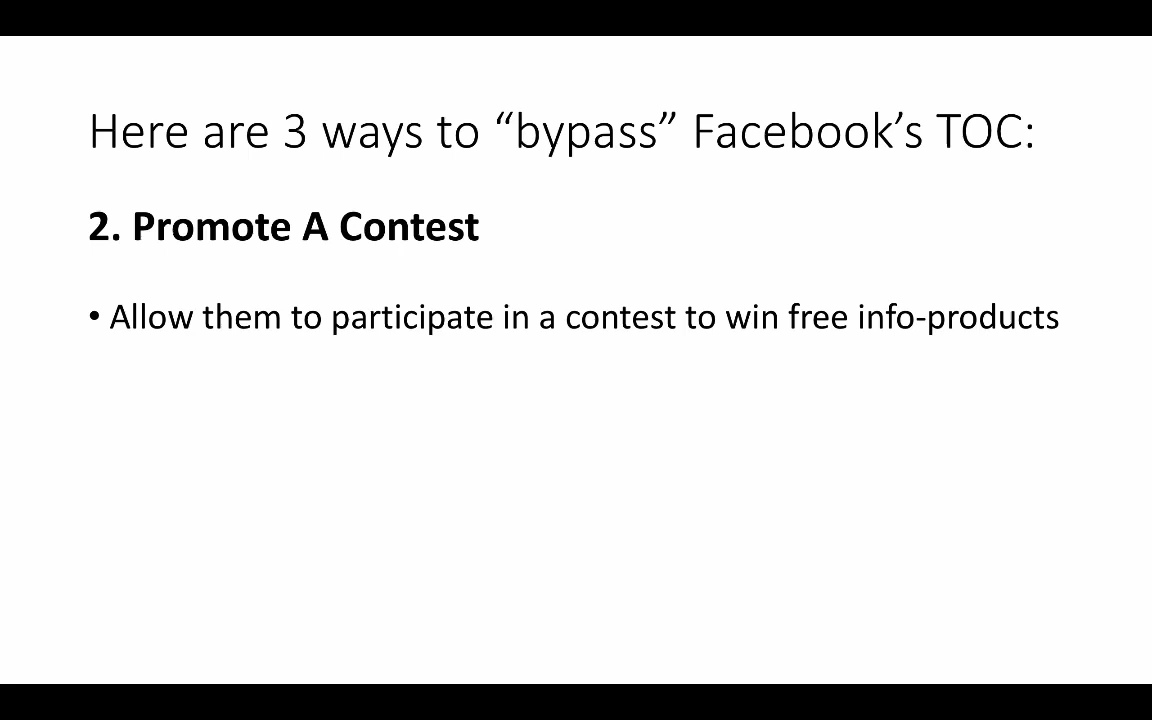 Here are 3 ways to “bypass” Facebook’s TOC:
2. Promote A Contest
• Allow them to participate in a contest to win free info-products